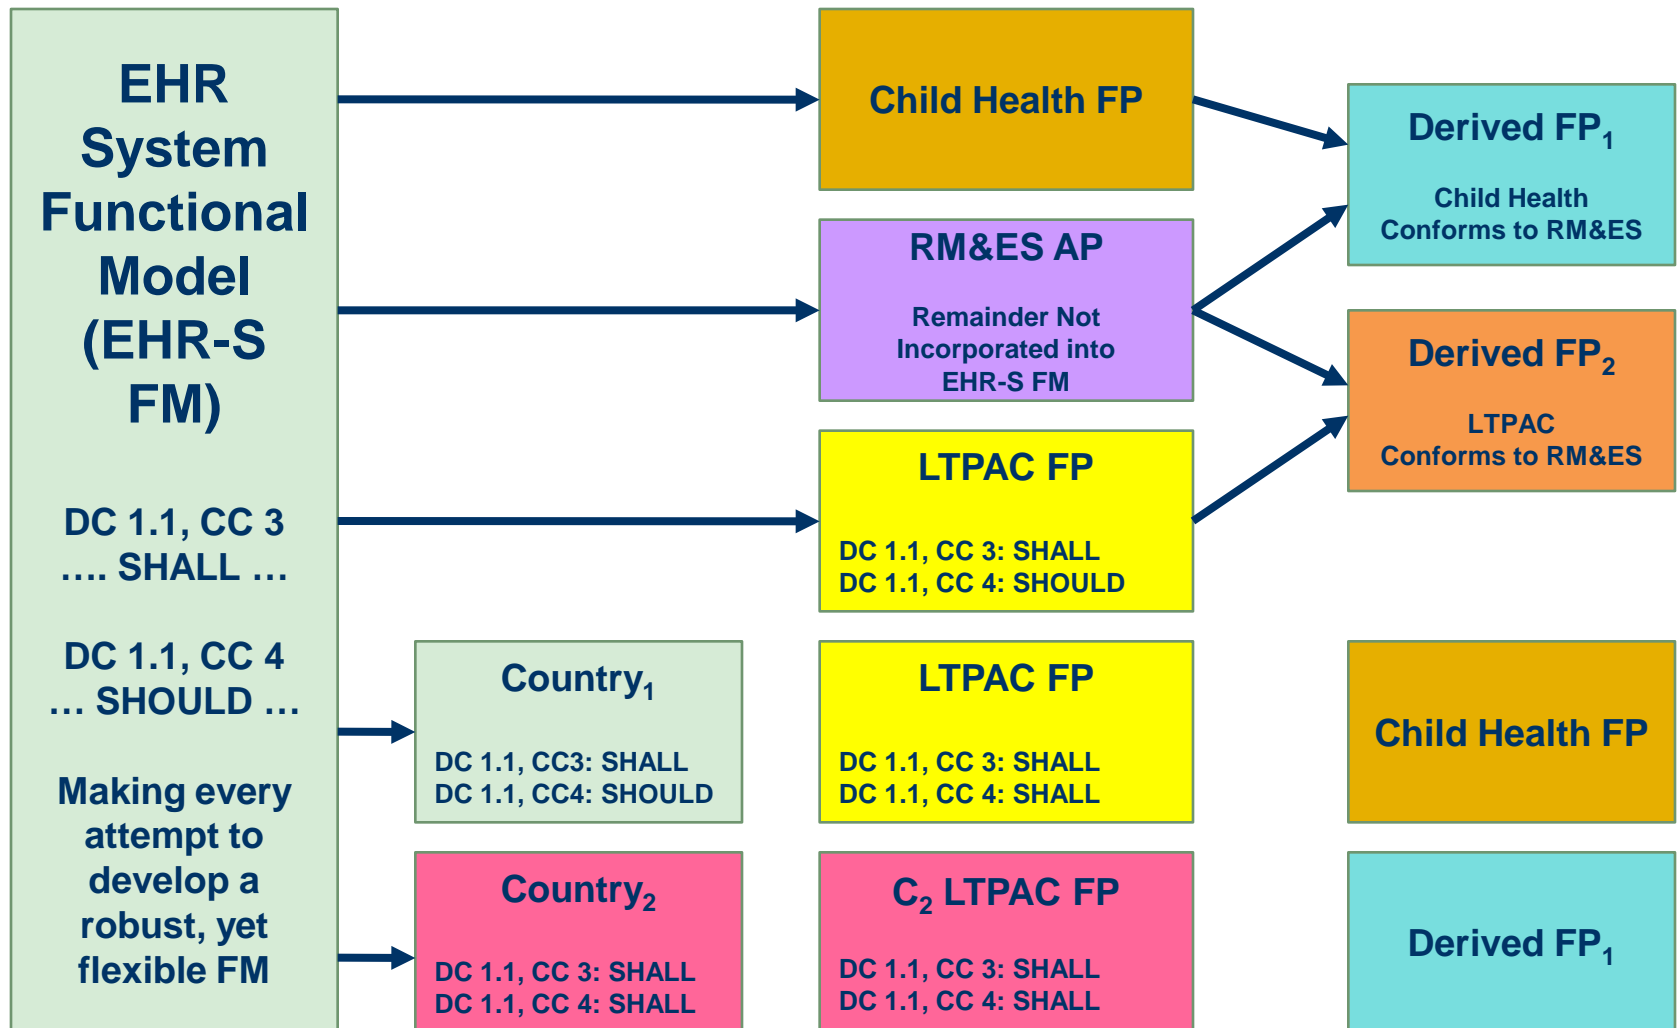 EHR
System
Functional
Model
(EHR-S
FM)
DC 1.1, CC 3
…. SHALL …
DC 1.1, CC 4
… SHOULD …
Making every
attempt to
develop a
robust, yet
flexible FM
Child Health FP
RM&ES AP
Remainder Not
Incorporated into
EHR-S FM
LTPAC FP
DC 1.1, CC 3: SHALL
DC 1.1, CC 4: SHOULD
Derived FP1
Child Health
Conforms to RM&ES
Derived FP2
LTPAC
Conforms to RM&ES
Country1
DC 1.1, CC3: SHALL
DC 1.1, CC4: SHOULD
LTPAC FP
DC 1.1, CC 3: SHALL
DC 1.1, CC 4: SHALL
Child Health FP
Country2
DC 1.1, CC 3: SHALL
DC 1.1, CC 4: SHALL
C2 LTPAC FP
DC 1.1, CC 3: SHALL
DC 1.1, CC 4: SHALL
Derived FP1